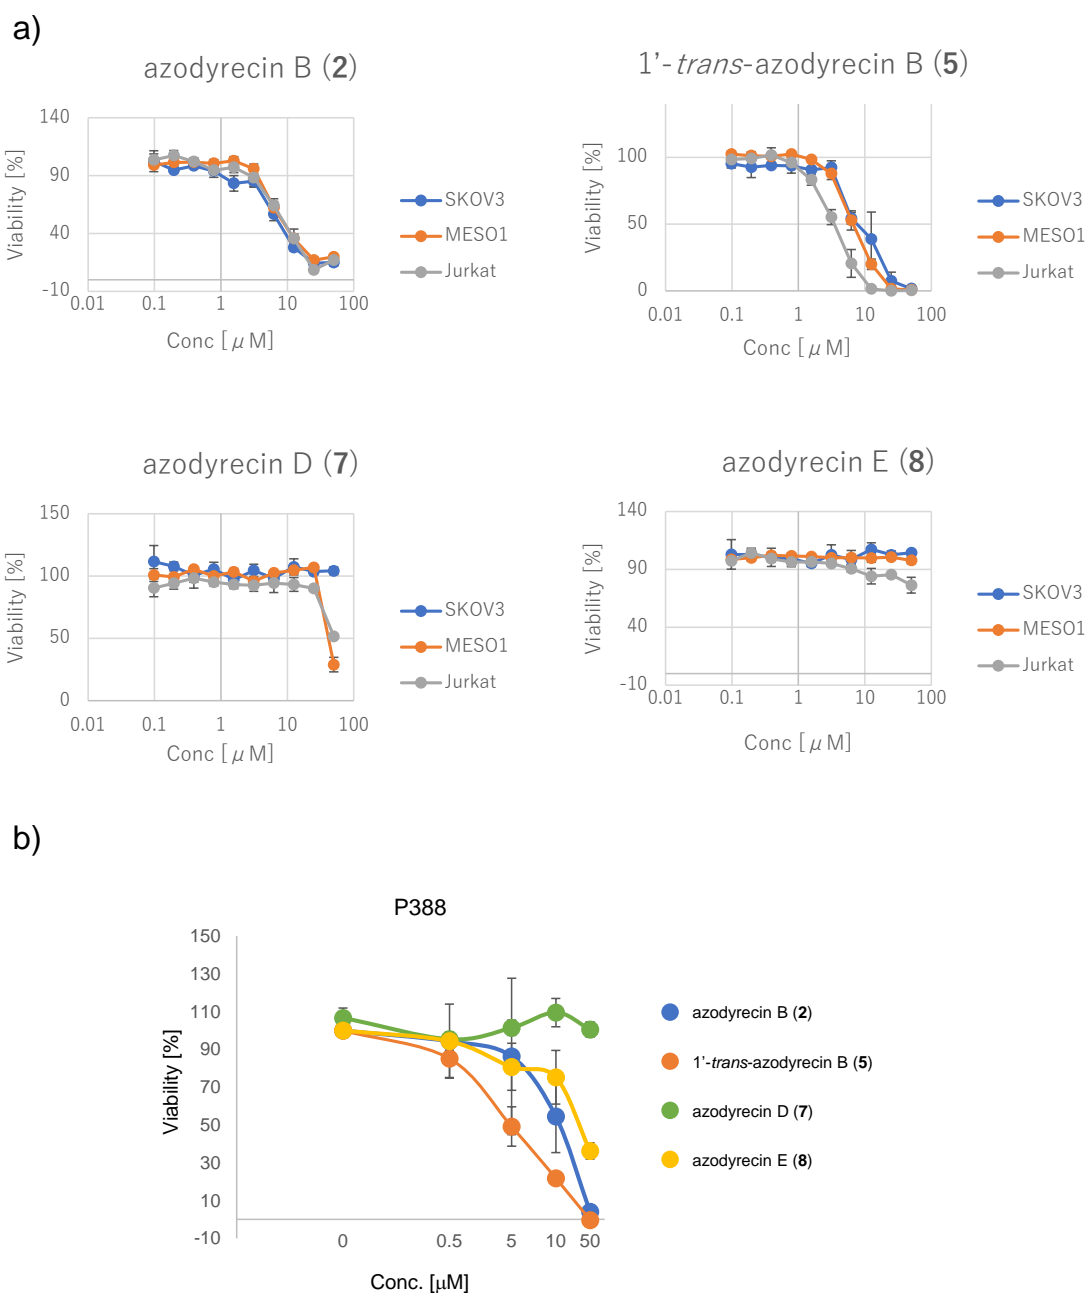 a)
azodyrecin B (2)
140
90
40
-10
0.01
0.1
1
10
100
Viability [%]
Conc [ μ M]
SKOV3
MESO1
Jurkat
1’-trans-azodyrecin B (5)
100
50
0
0.01
0.1
1
10
100
Viability [%]
Conc [ μ M]
SKOV3
MESO1
Jurkat
azodyrecin D (7)
150
100
50
0
0.01
0.1
1
10
100
Viability [%]
Conc [ μ M]
SKOV3
MESO1
Jurkat
azodyrecin E (8)
140
90
40
-10
0.01
0.1
1
10
100
Viability [%]
Conc [ μ M]
SKOV3
MESO1
Jurkat
b)
P388
150
130
110
90
70
50
30
10
-10
0
0.5
5
10
50
Viability [%]
Conc. [μM]
azodyrecin B (2)
1’-trans-azodyrecin B (5)
azodyrecin D (7)
azodyrecin E (8)